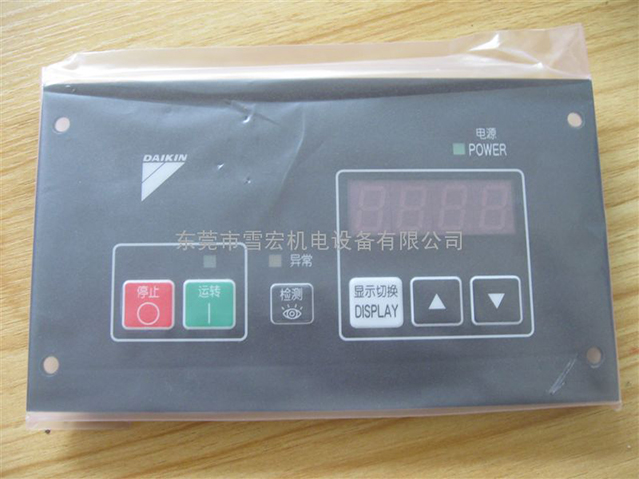 电源
POWER
DAIKIN
8888
东莞市雪宏机电设备有限公司
异常
停止
运转
检测
显示切换
DISPLAY